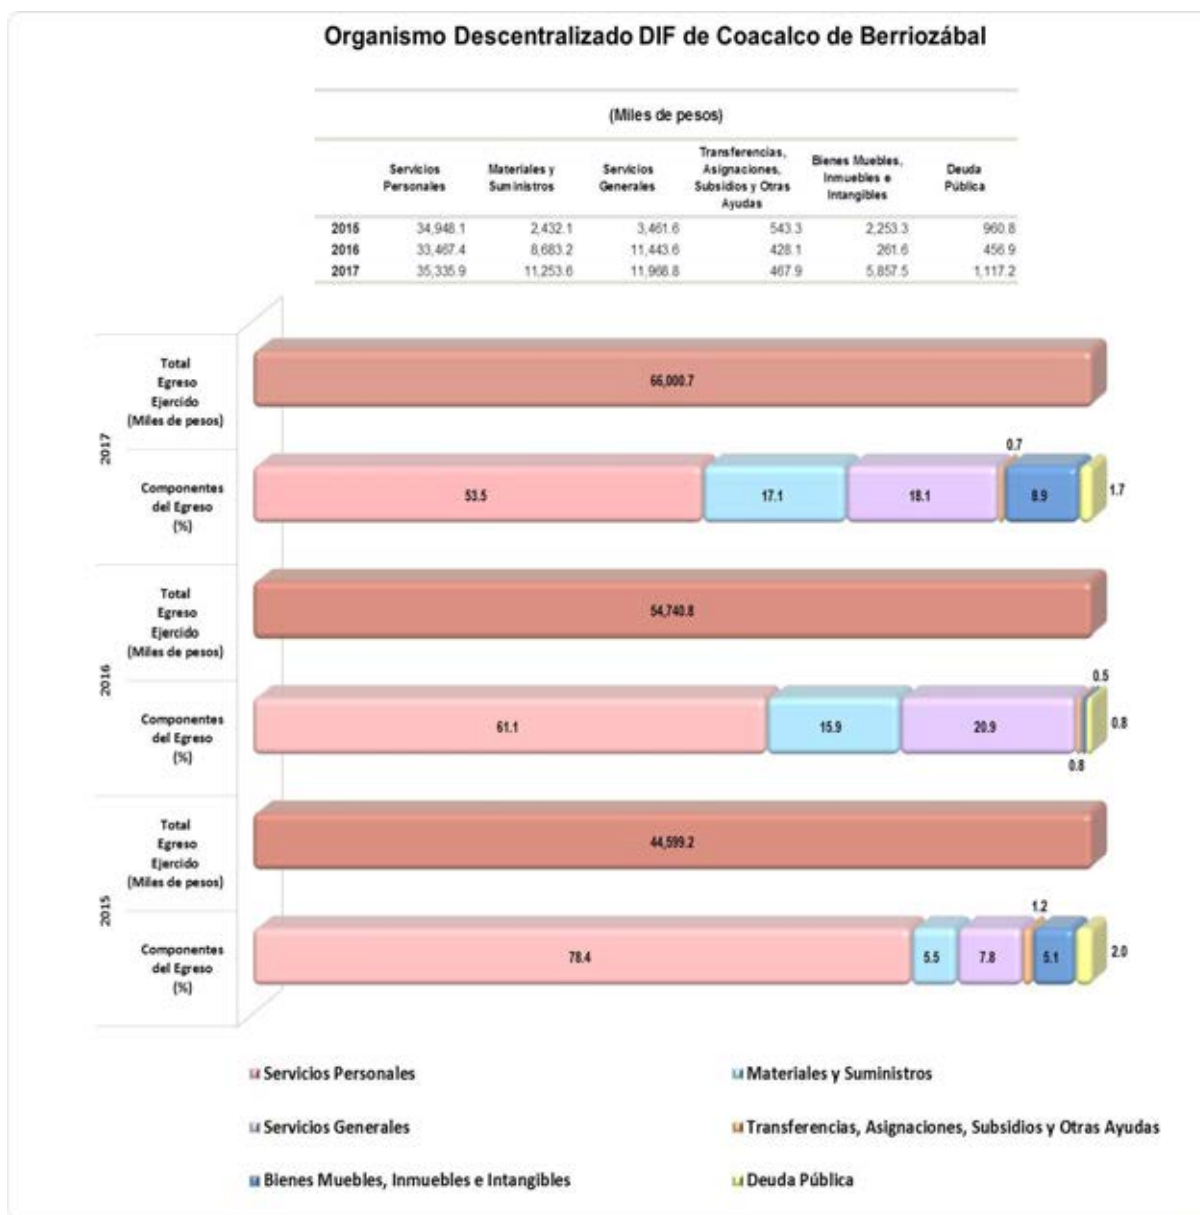 Organismo Descentralizado DIF de Coacalco de Berriozábal
(Miles de pesos)
Servicios Personales Materiales y Suministros Servicios Generales Transferencias, Asignaciones, Subsidios y Otras Ayudas Bienes Muebles, Inmuebles e Intangibles Deuda Pública
2015 34,948.1 2,432.1 3,461.6 543.3 2,253.3 960.8
2016 33,467.4 8,683.2 11,443.6 428.1 261.6 456.9
2017 35,335.9 11,253.6 11,968.8 467.9 5,857.5 1,117.2
2017
Total
Egreso
Ejercido
(Miles de pesos)
66,000.7
Componentes
del Egreso
(%)
53.5 17.1 18.1 0.7 8.9 1.7
2016
Total
Egreso
Ejercido
(Miles de pesos)
54,740.8
Componentes
del Egreso
(%)
61.1 15.9 20.9 0.8 0.5 0.8
2015
Total
Egreso
Ejercido
(Miles de pesos)
44,599.2
Componentes
del Egreso
(%)
78.4 5.5 7.8 1.2 5.1 2.0
Servicios Personales Materiales y Suministros
Servicios Generales Transferencias, Asignaciones, Subsidios y Otras Ayudas
Bienes Muebles, Inmuebles e Intangibles Deuda Pública